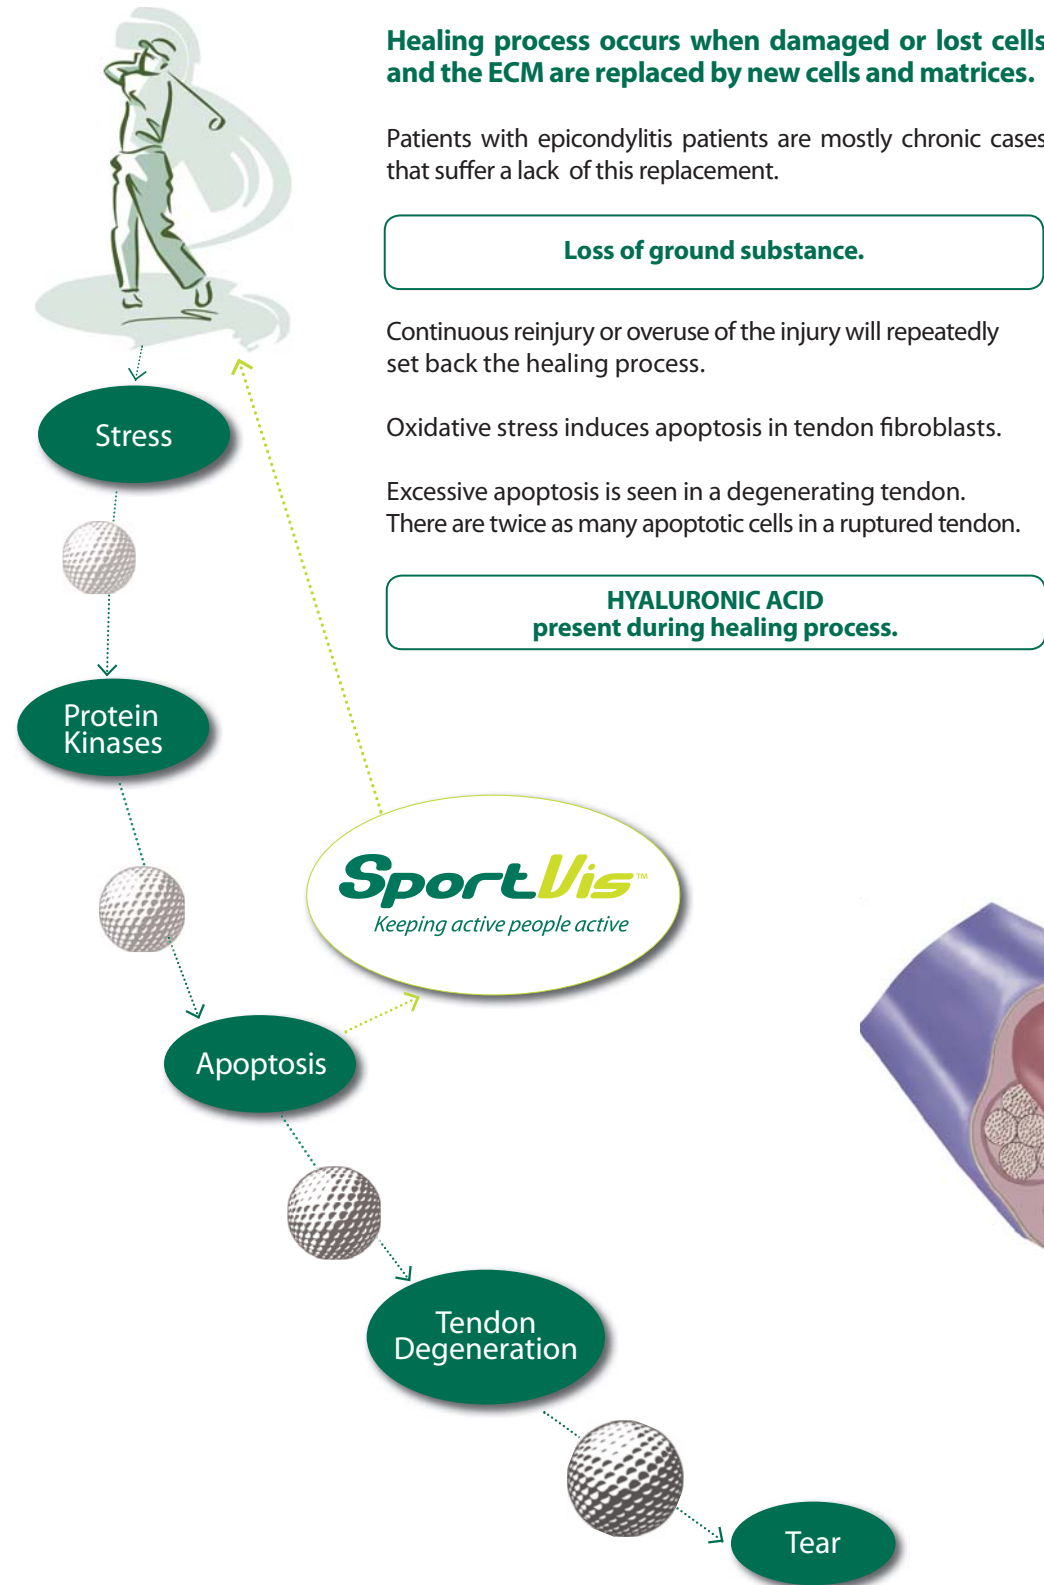 Healing process occurs when damaged or lost cells
and the ECM are replaced by new cells and matrices.
Patients with epicondylitis patients are mostly chronic cases
that suffer a lack of this replacement.
Loss of ground substance.
Continuous reinjury or overuse of the injury will repeatedly
set back the healing process.
Oxidative stress induces apoptosis in tendon fibroblasts.
Excessive apoptosis is seen in a degenerating tendon.
There are twice as many apoptotic cells in a ruptured tendon.
HYALURONIC ACID
present during healing process.
Stress
Protein
Kinases
SportVis™
Keeping active people active
Apoptosis
Tendon
Degeneration
Tear